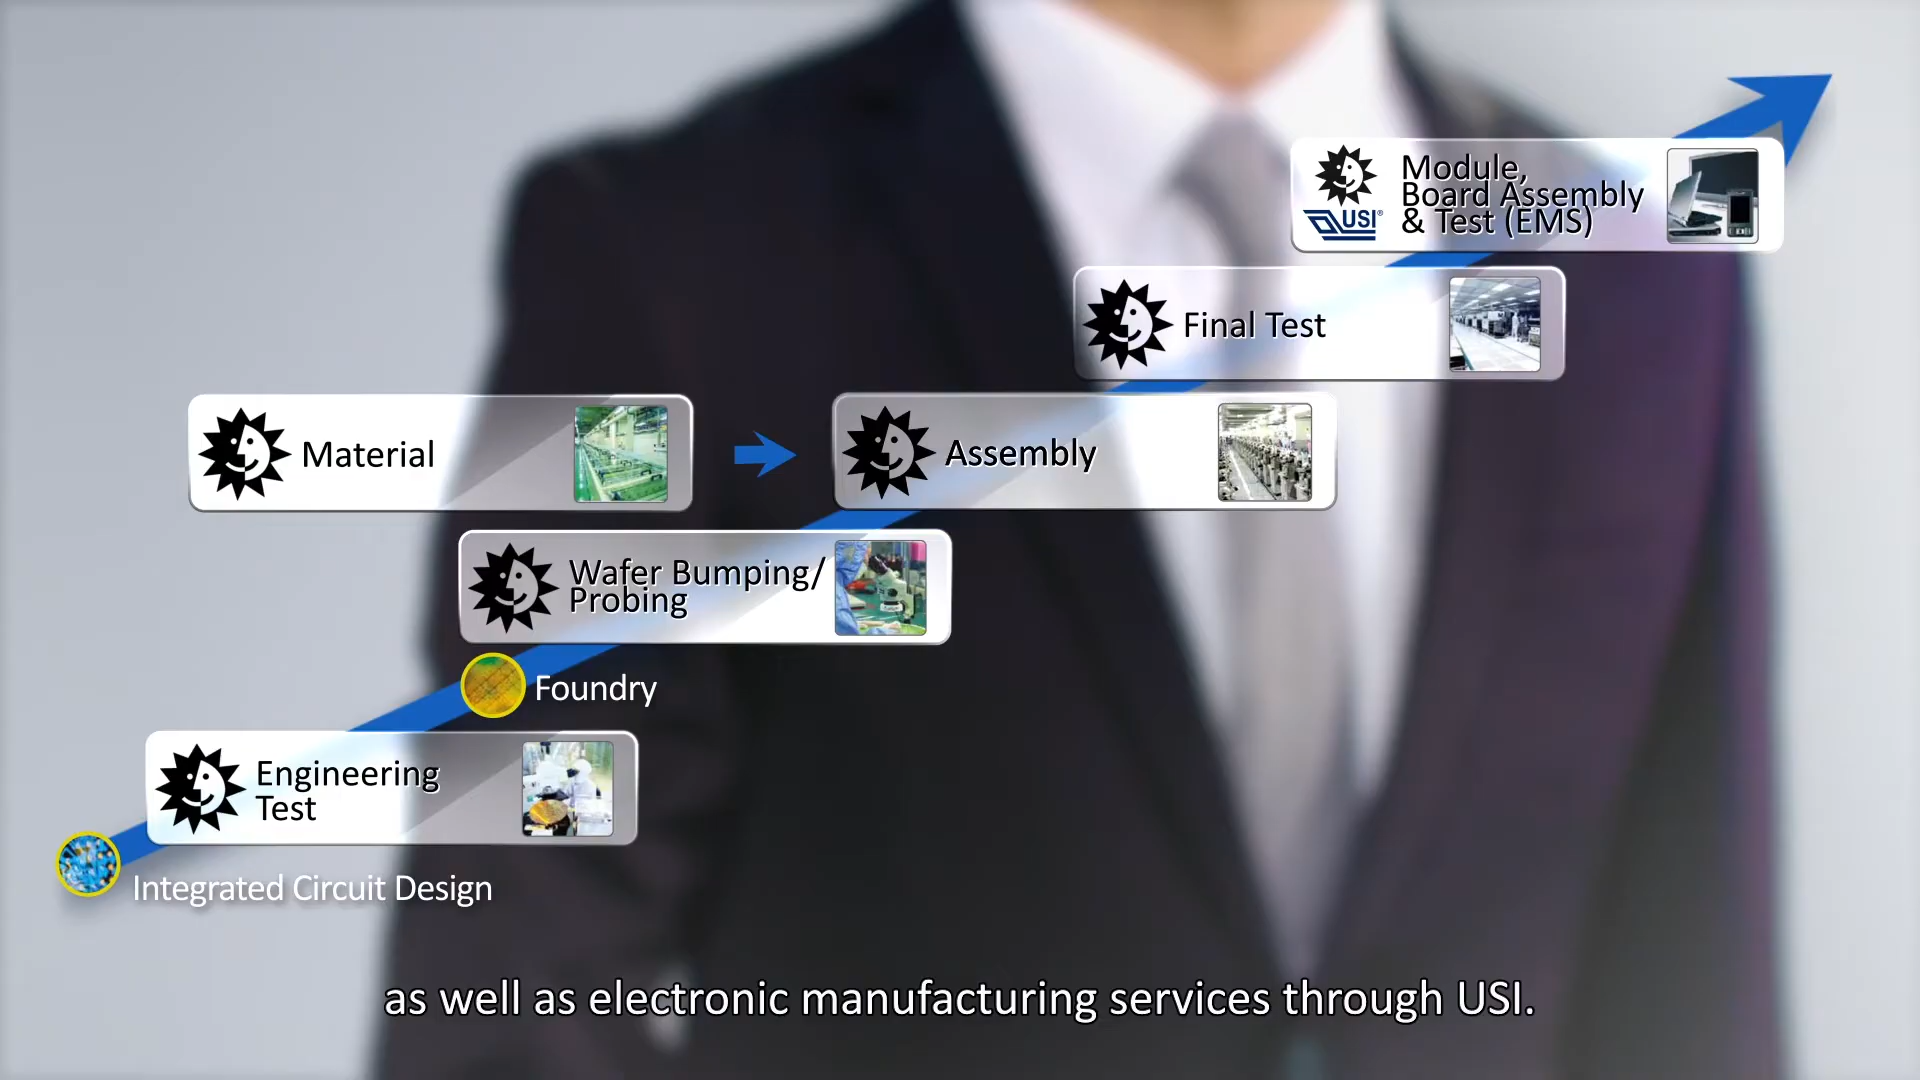 Module,
Board Assembly
& Test (EMS)
USI®
Final Test
Material
Assembly
Wafer Bumping/
Probing
Foundry
Engineering
Test
Integrated Circuit Design
as well as electronic manufacturing services through USI.